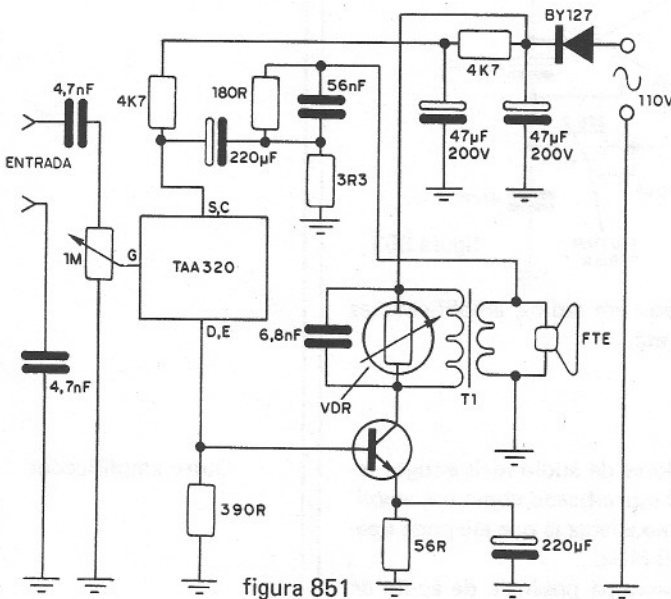 BY127
4,7nF
4K7
180R
56nF
4K7
110V
47µF
200V
47µF
200V
220µF
3R3
ENTRADA
S,C
1M
G
TAA320
D,E
6,8nF
VDR
T1
FTE
4,7nF
390R
56R
220µF
figura 851